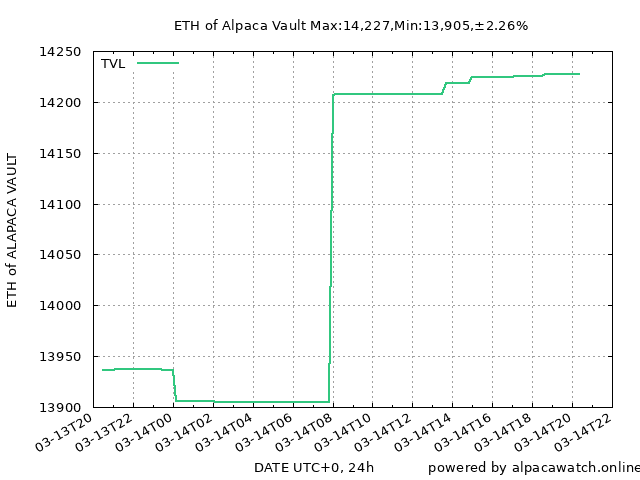 ETH of Alpaca Vault Max:14,227,Min:13,905,±2.26%
TVL
14250
14200
14150
14100
14050
14000
13950
13900
ETH of ALAPACA VAULT
03-13T20
03-13T22
03-14T00
03-14T02
03-14T04
03-14T06
03-14T08
03-14T10
03-14T12
03-14T14
03-14T16
03-14T18
03-14T20
03-14T22
DATE UTC+0, 24h
powered by alpacawatch.online